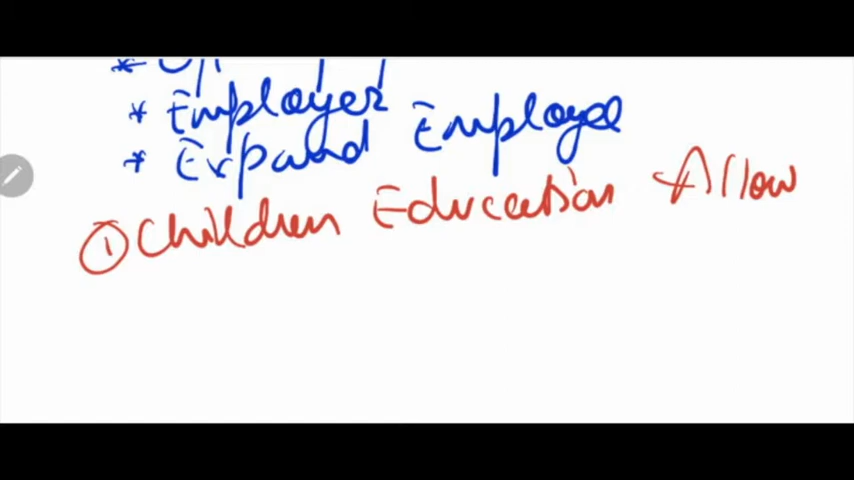 * Employer
* Expand Employee
① Children Education Allow